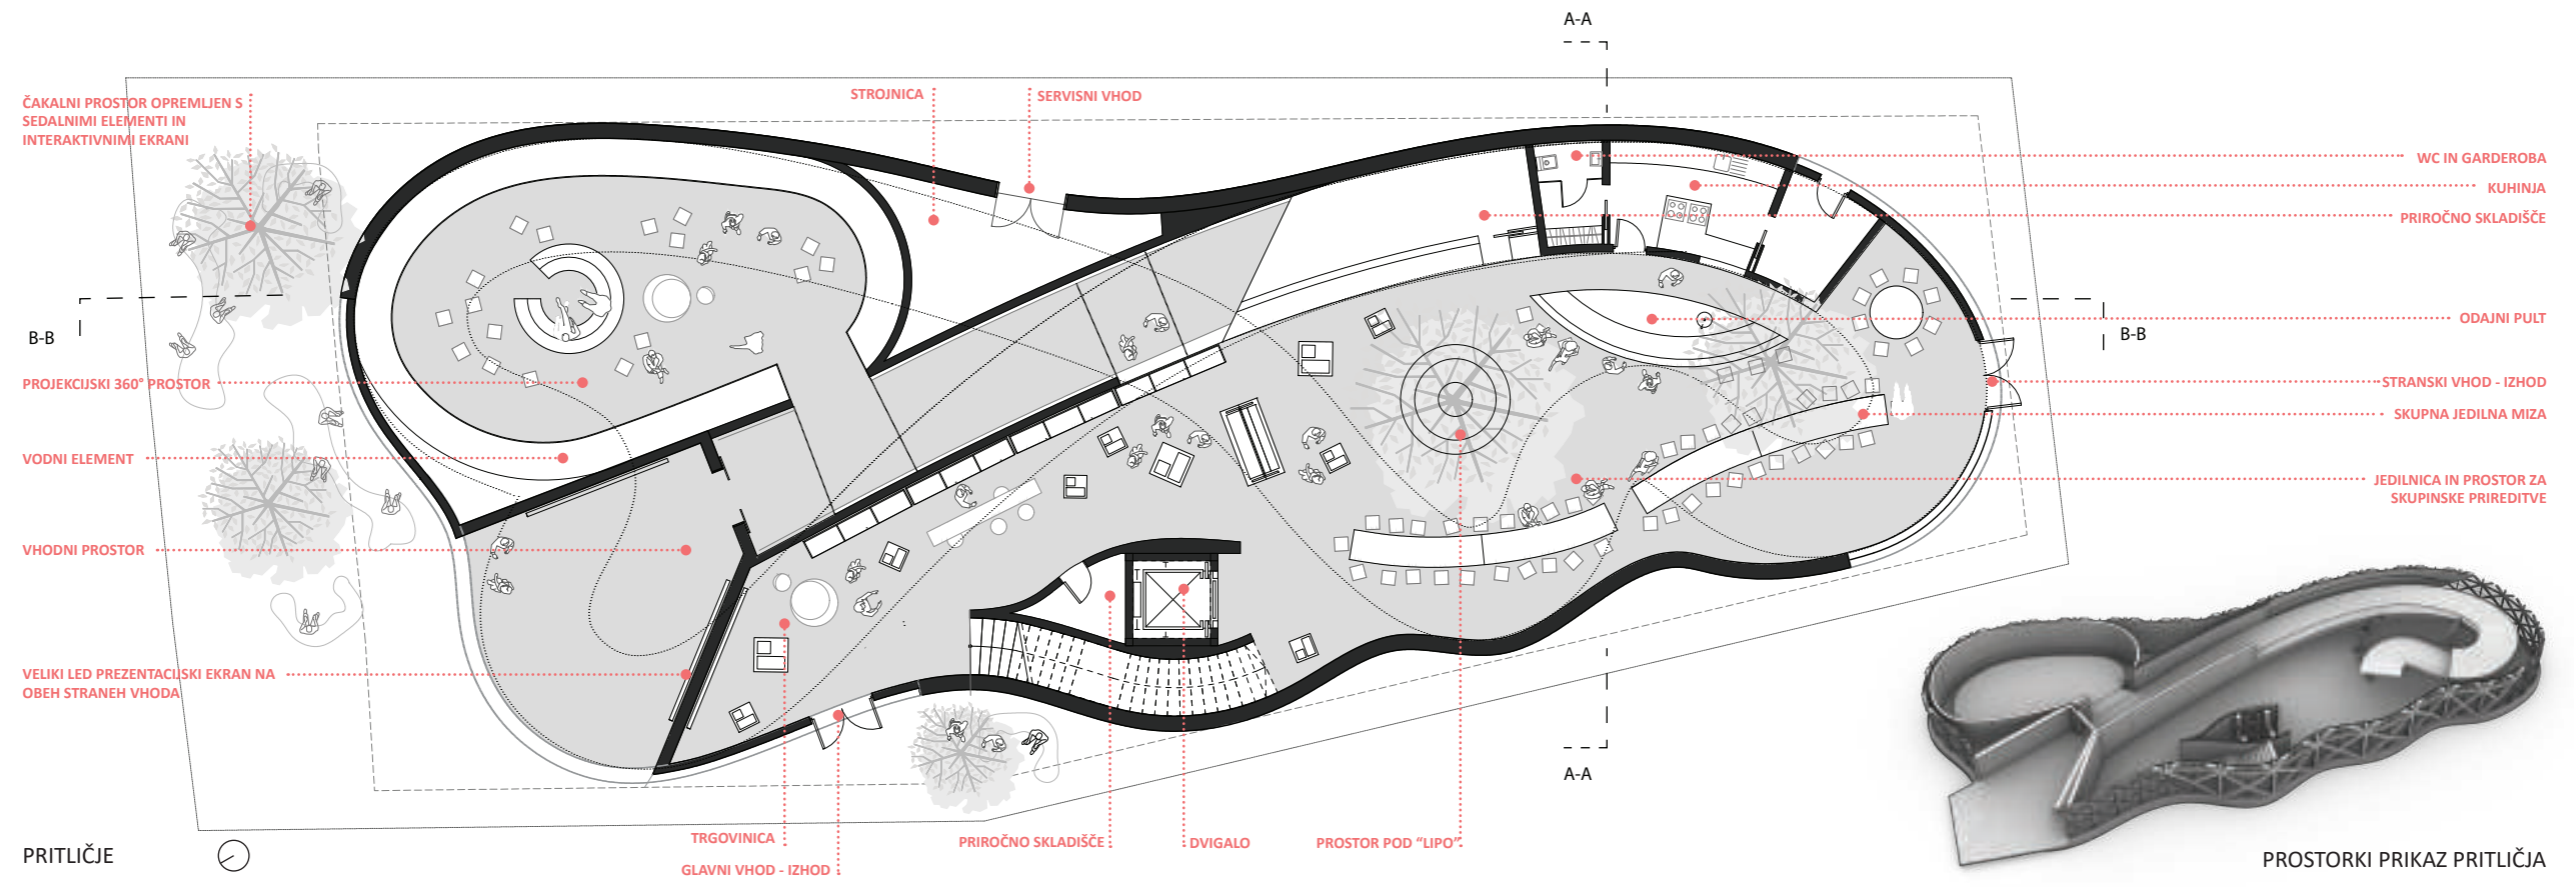 A-A
ČAKALNI PROSTOR OPREMLJEN S
SEDALNIMI ELEMENTI IN
INTERAKTIVNIMI EKRANI
STROJNICA
SERVISNI VHOD
WC IN GARDEROBA
KUHINJA
PRIROČNO SKLADIŠČE
ODAJNI PULT
B-B
B-B
PROJEKCIJSKI 360° PROSTOR
STRANSKI VHOD - IZHOD
SKUPNA JEDILNA MIZA
VODNI ELEMENT
JEDILNICA IN PROSTOR ZA
SKUPINSKE PRIREDITVE
VHODNI PROSTOR
VELIKI LED PREZENTACIJSKI EKRAN NA
OBEH STRANEH VHODA
A-A
TRGOVINICA
PRIROČNO SKLADIŠČE
DVIGALO
PROSTOR POD "LIPO"
GLAVNI VHOD - IZHOD
PRITLIČJE
PROSTORKI PRIKAZ PRITLIČJA